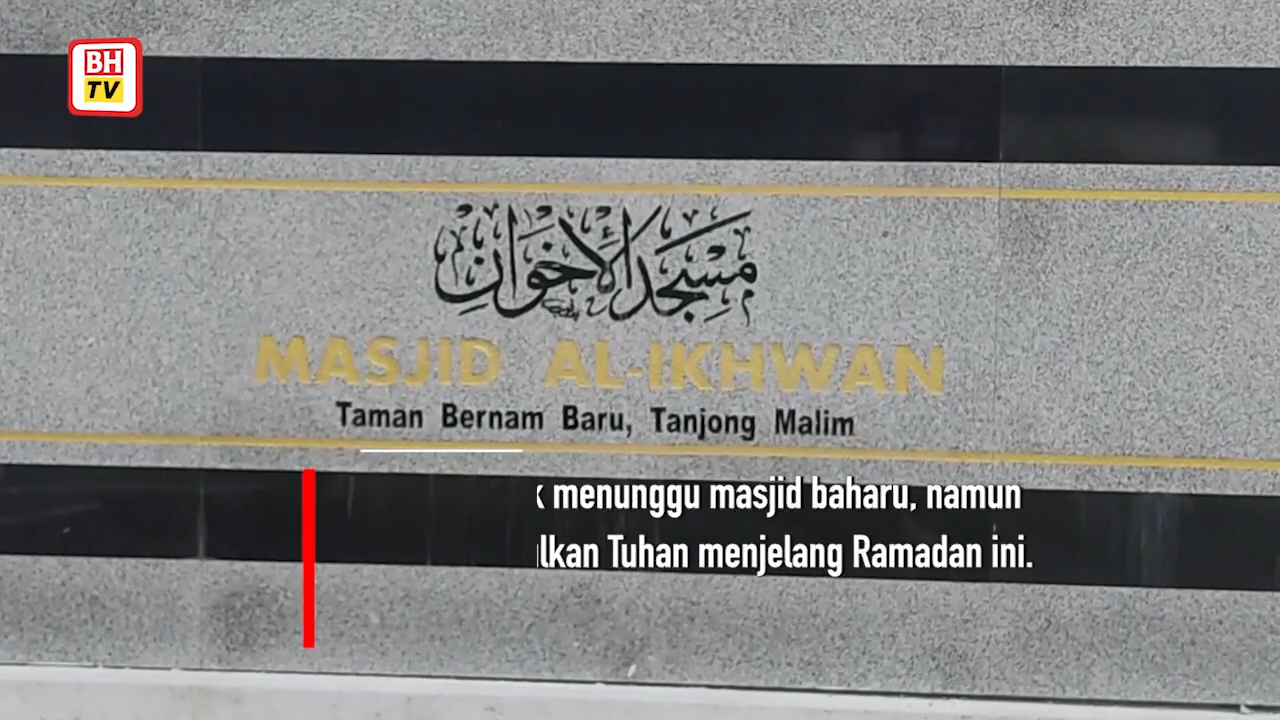 BH
TV
مسجد الإخوان
MASJID AL-IKHWAN
Taman Bernam Baru, Tanjong Malim
menunggu masjid baharu, namun
Tuhan menjelang Ramadan ini.